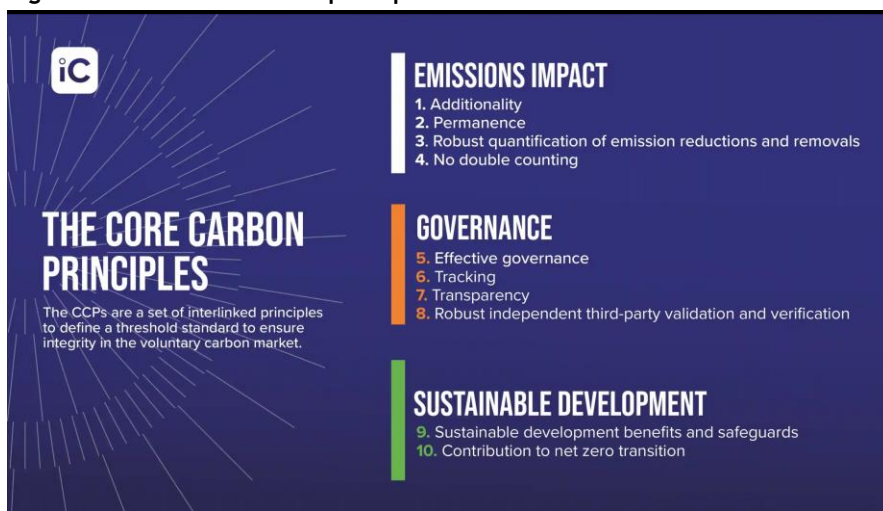 iC
THE CORE CARBON
PRINCIPLES
The CCPs are a set of interlinked principles
to define a threshold standard to ensure
integrity in the voluntary carbon market.
EMISSIONS IMPACT
1. Additionality
2. Permanence
3. Robust quantification of emission reductions and removals
4. No double counting
GOVERNANCE
5. Effective governance
6. Tracking
7. Transparency
8. Robust independent third-party validation and verification
SUSTAINABLE DEVELOPMENT
9. Sustainable development benefits and safeguards
10. Contribution to net zero transition